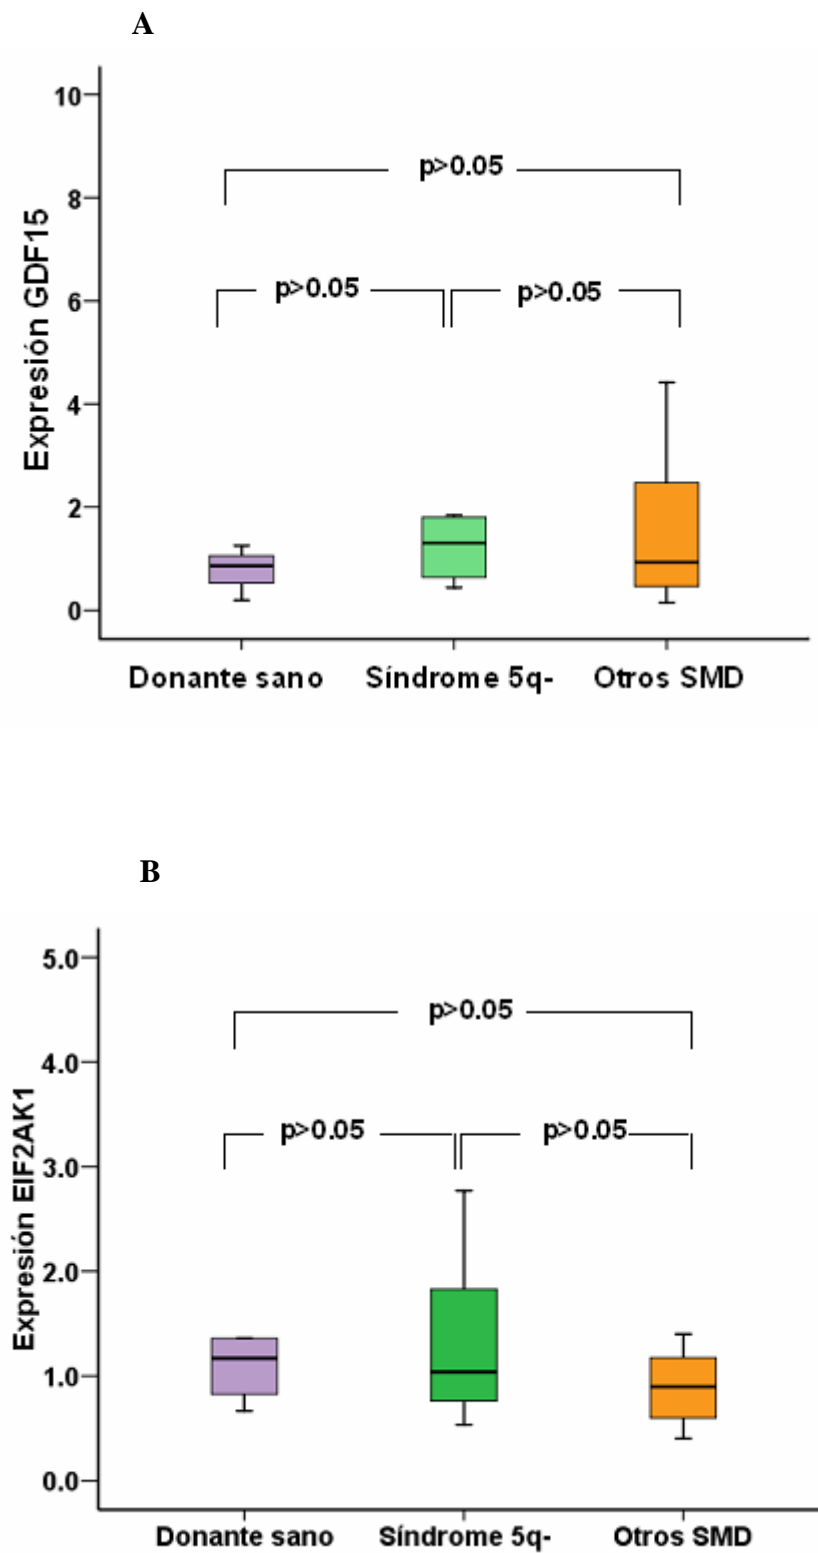 A
10
p>0.05
8
p>0.05
p>0.05
6
Expresión GDF15
4
2
0
Donante sano Síndrome 5q- Otros SMD
B
5.0
p>0.05
4.0
p>0.05
p>0.05
3.0
Expresión EIF2AK1
2.0
1.0
0.0
Donante sano Síndrome 5q- Otros SMD